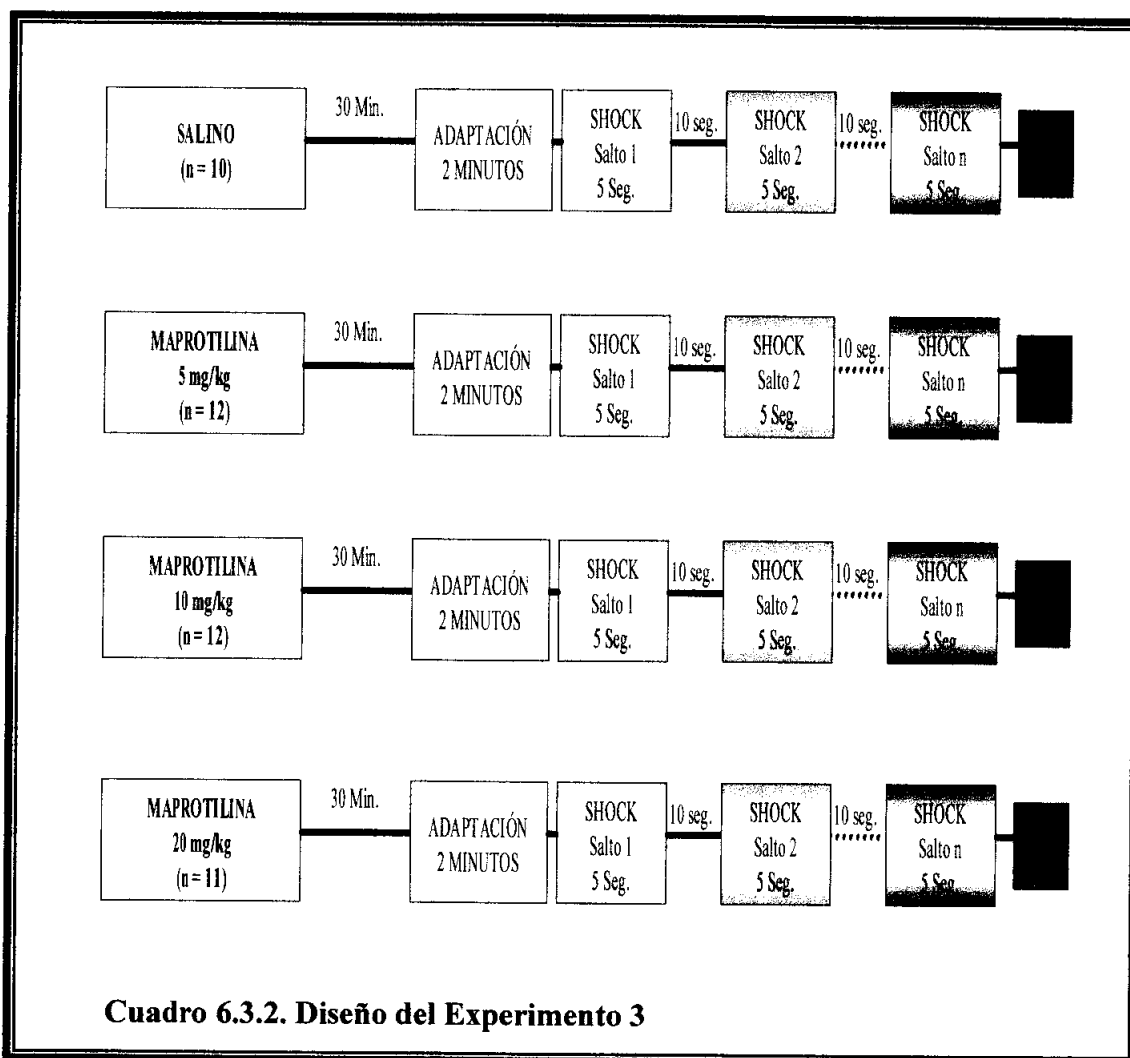 SALINO
(n = 10)
30 Min.
ADAPTACIÓN
2 MINUTOS
SHOCK
Salto 1
5 Seg.
10 seg.
SHOCK
Salto 2
5 Seg.
10 seg.
SHOCK
Salto n
5 Seg.
MAPROTILINA
5 mg/kg
(n = 12)
30 Min.
ADAPTACIÓN
2 MINUTOS
SHOCK
Salto 1
5 Seg.
10 seg.
SHOCK
Salto 2
5 Seg.
10 seg.
SHOCK
Salto n
5 Seg.
MAPROTILINA
10 mg/kg
(n = 12)
30 Min.
ADAPTACIÓN
2 MINUTOS
SHOCK
Salto 1
5 Seg.
10 seg.
SHOCK
Salto 2
5 Seg.
10 seg.
SHOCK
Salto n
5 Seg.
MAPROTILINA
20 mg/kg
(n = 11)
30 Min.
ADAPTACIÓN
2 MINUTOS
SHOCK
Salto 1
5 Seg.
10 seg.
SHOCK
Salto 2
5 Seg.
10 seg.
SHOCK
Salto n
5 Seg.
Cuadro 6.3.2. Diseño del Experimento 3